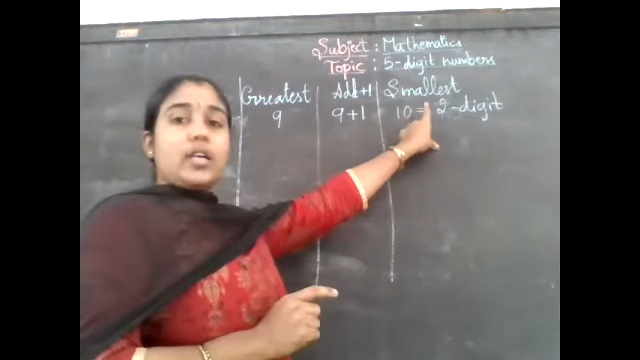 Subject : Mathematics
Topic : 5-digit numbers
Greatest Add+1 Smallest
9 9+1 10= 2-digit